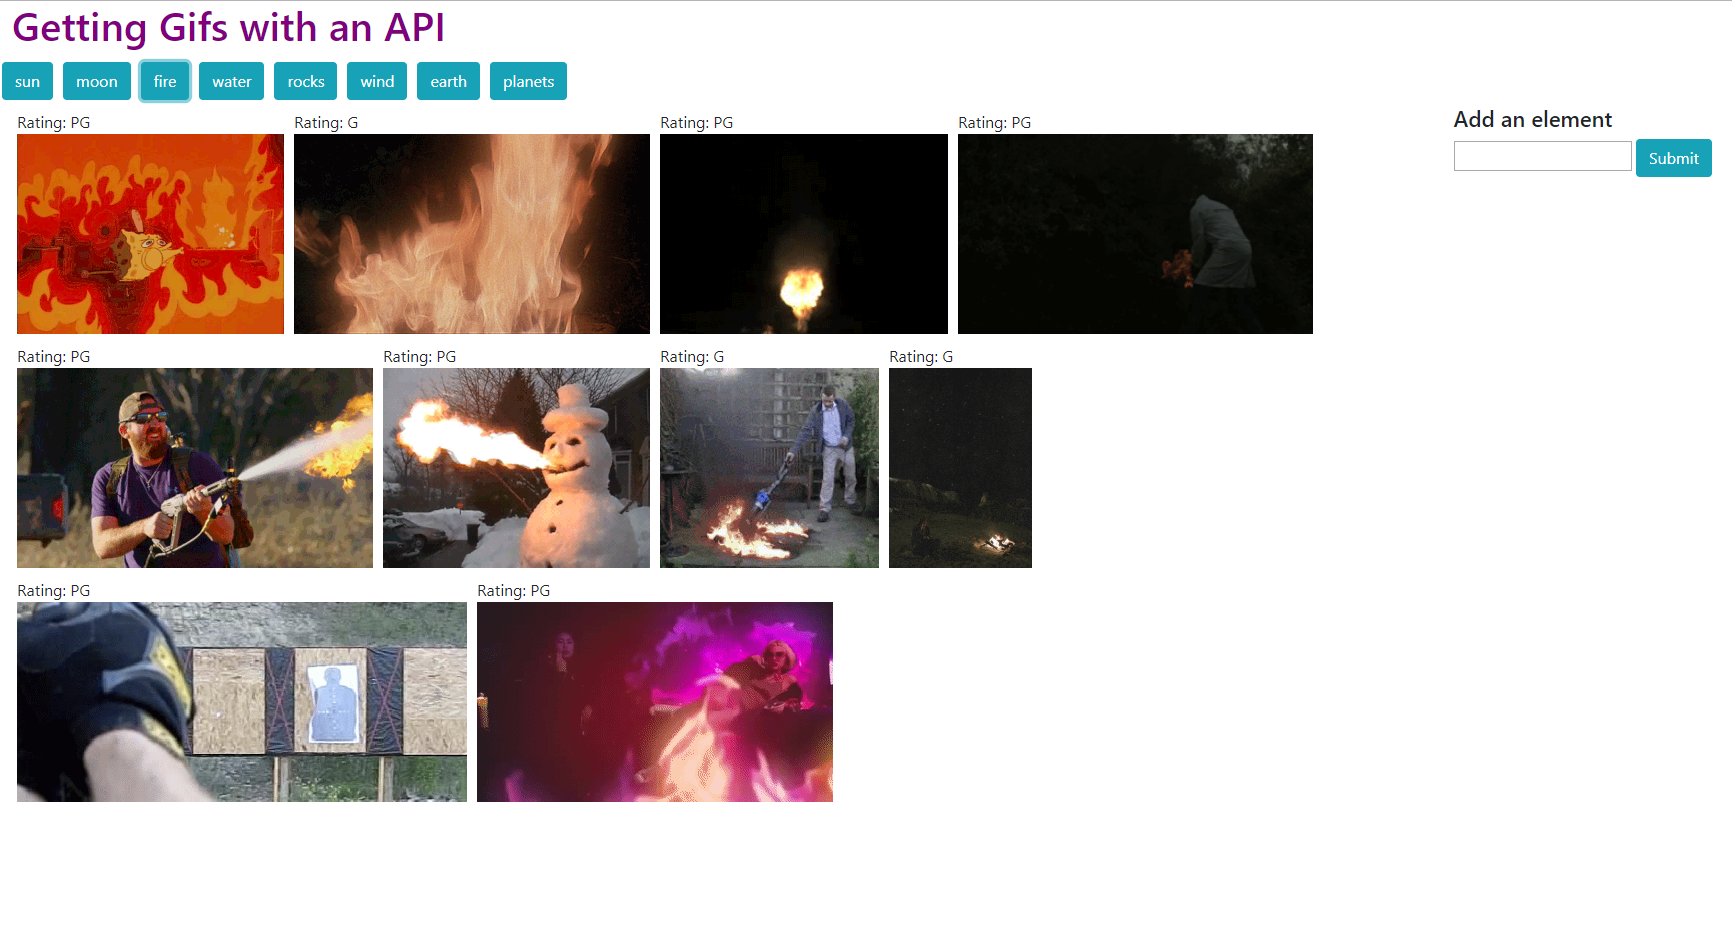 Getting Gifs with an API
sun moon fire water rocks wind earth planets
Add an element
Submit
Rating: PG Rating: G Rating: PG Rating: PG
Rating: PG Rating: PG Rating: G Rating: G
Rating: PG Rating: PG